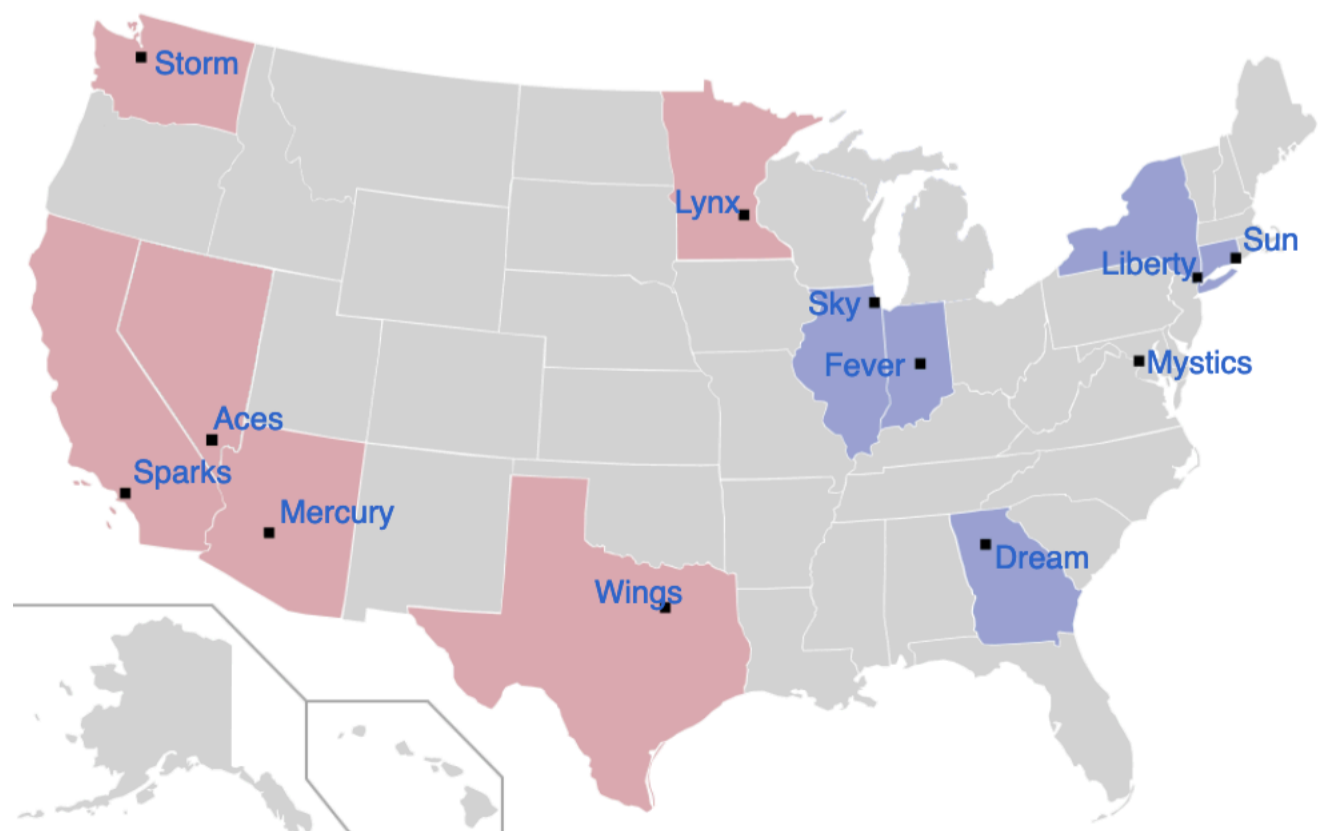 Storm
Lynx
Sun
Liberty
Sky
Mystics
Fever
Aces
Sparks
Mercury
Dream
Wings